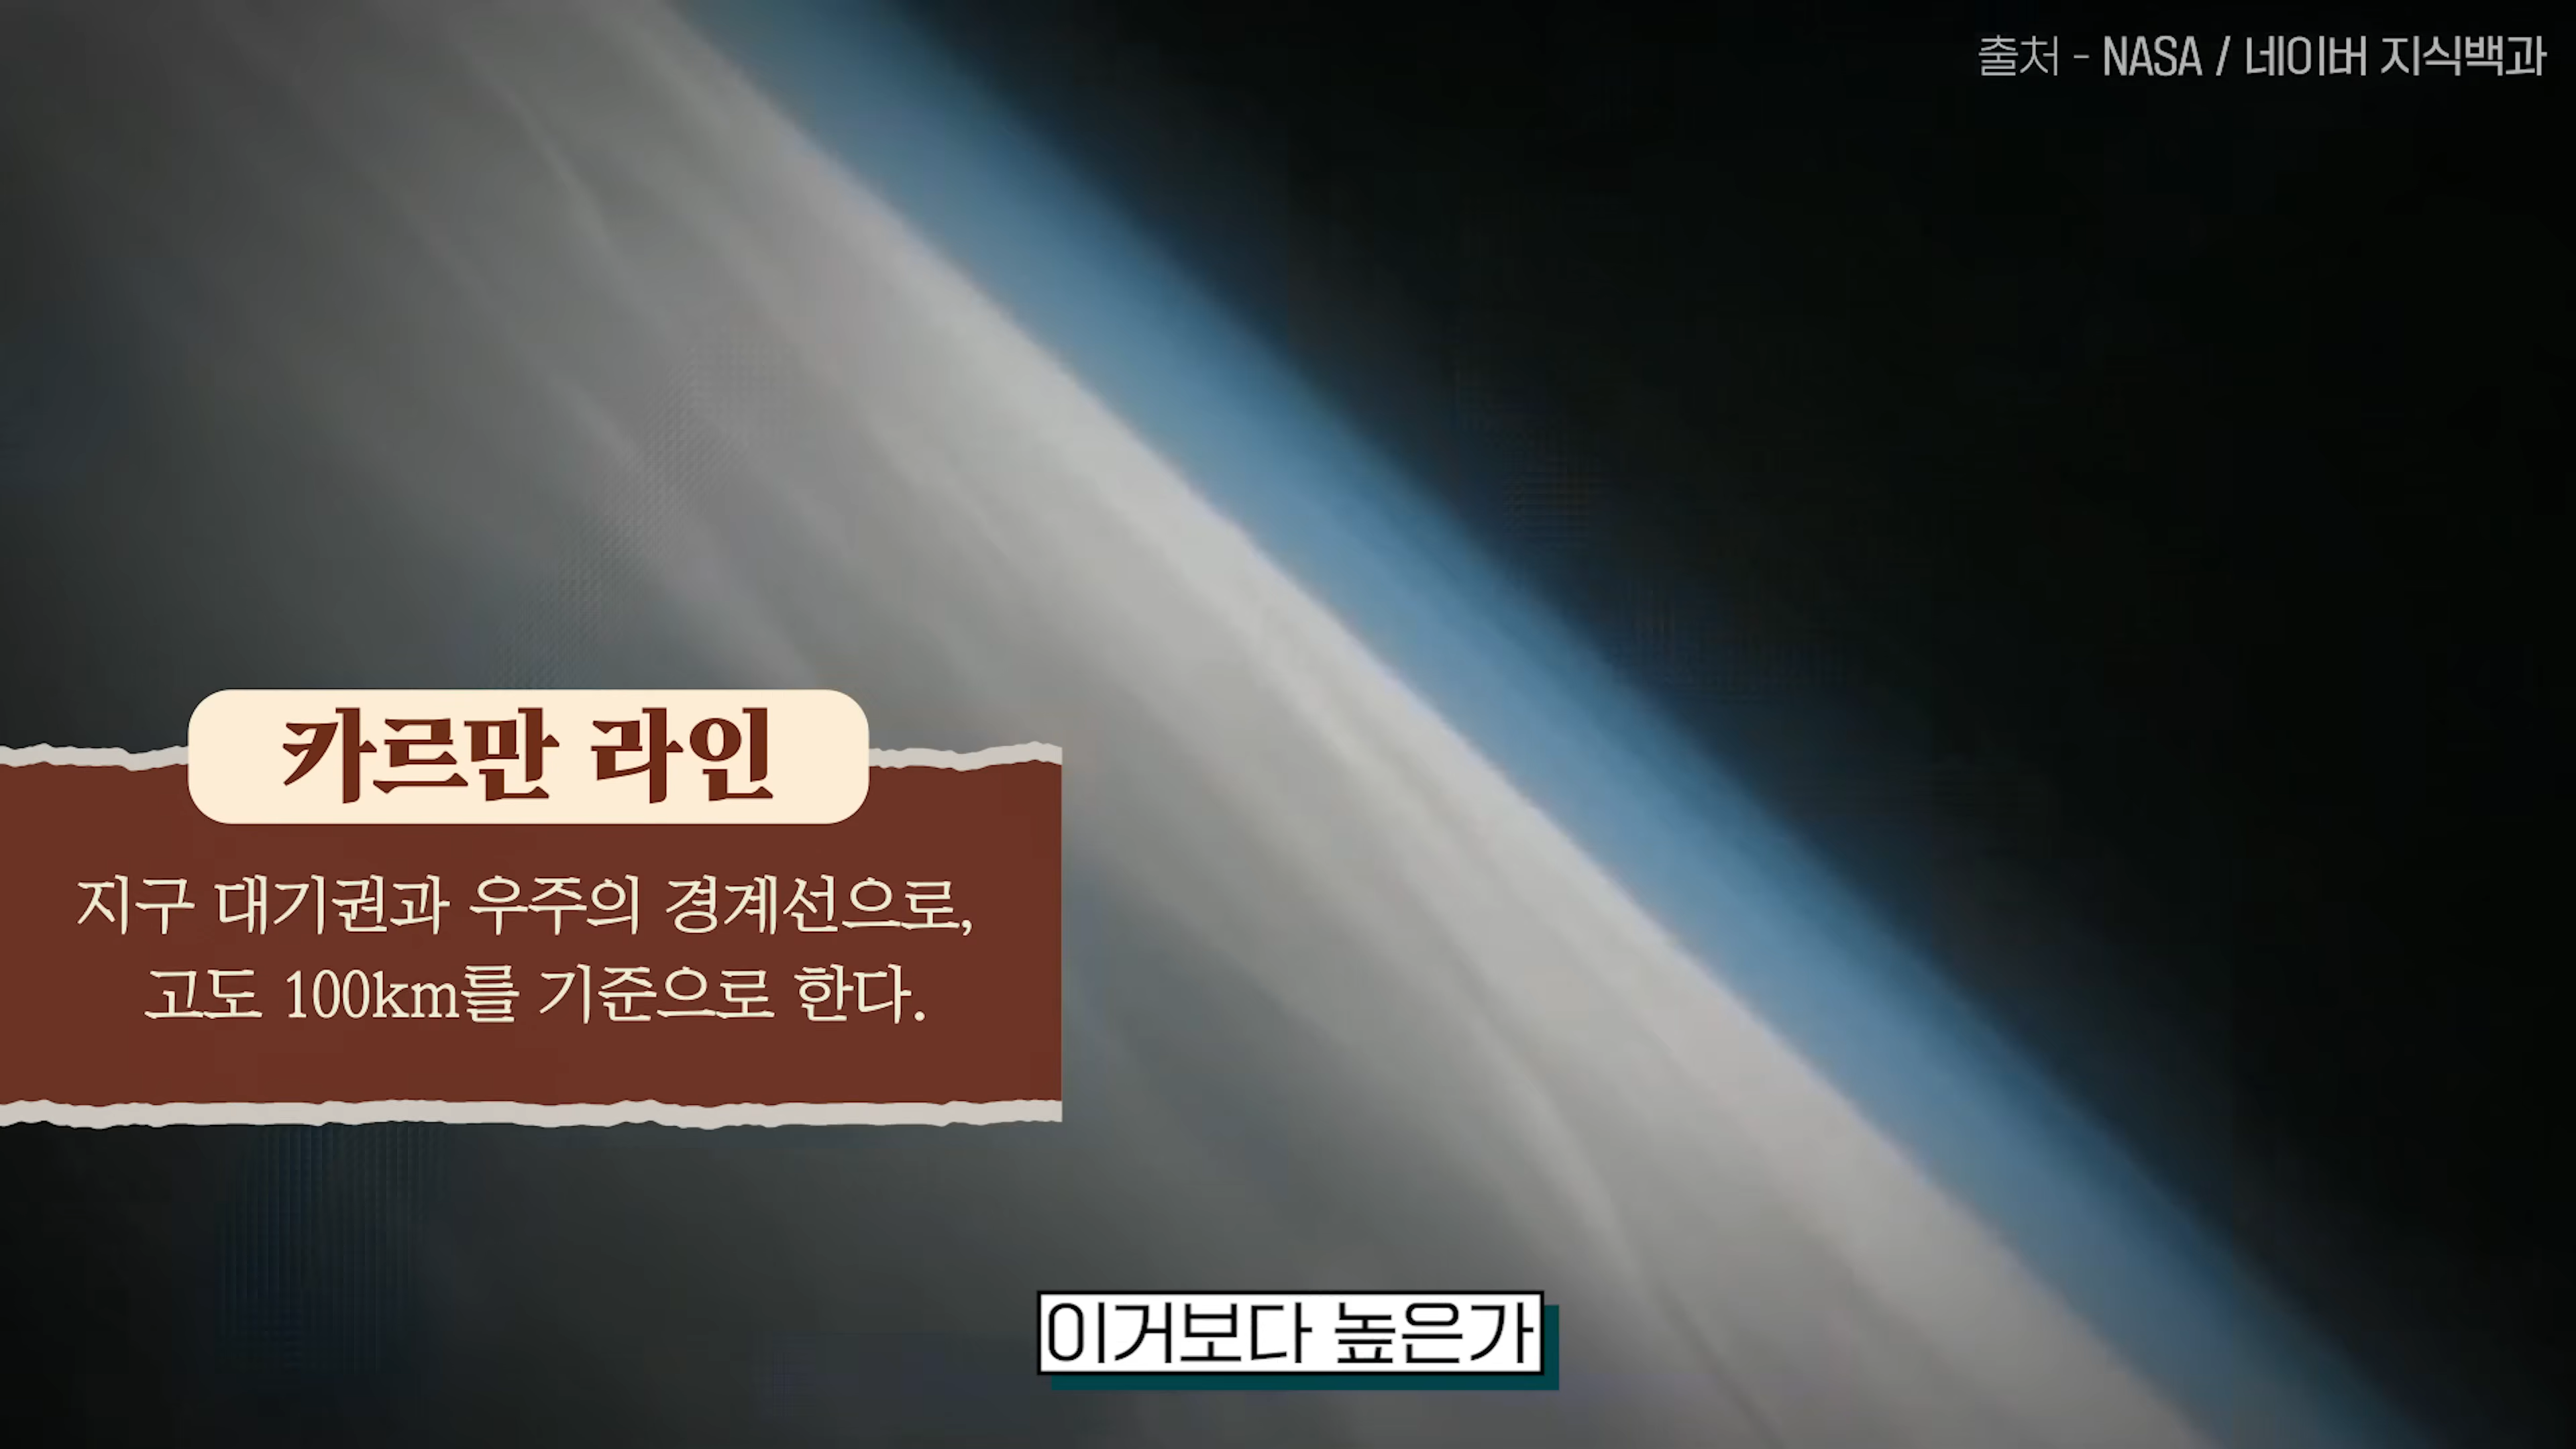 출처 - NASA / 네이버 지식백과
카르만 라인
지구 대기권과 우주의 경계선으로,
고도 100km를 기준으로 한다.
이거보다 높은가